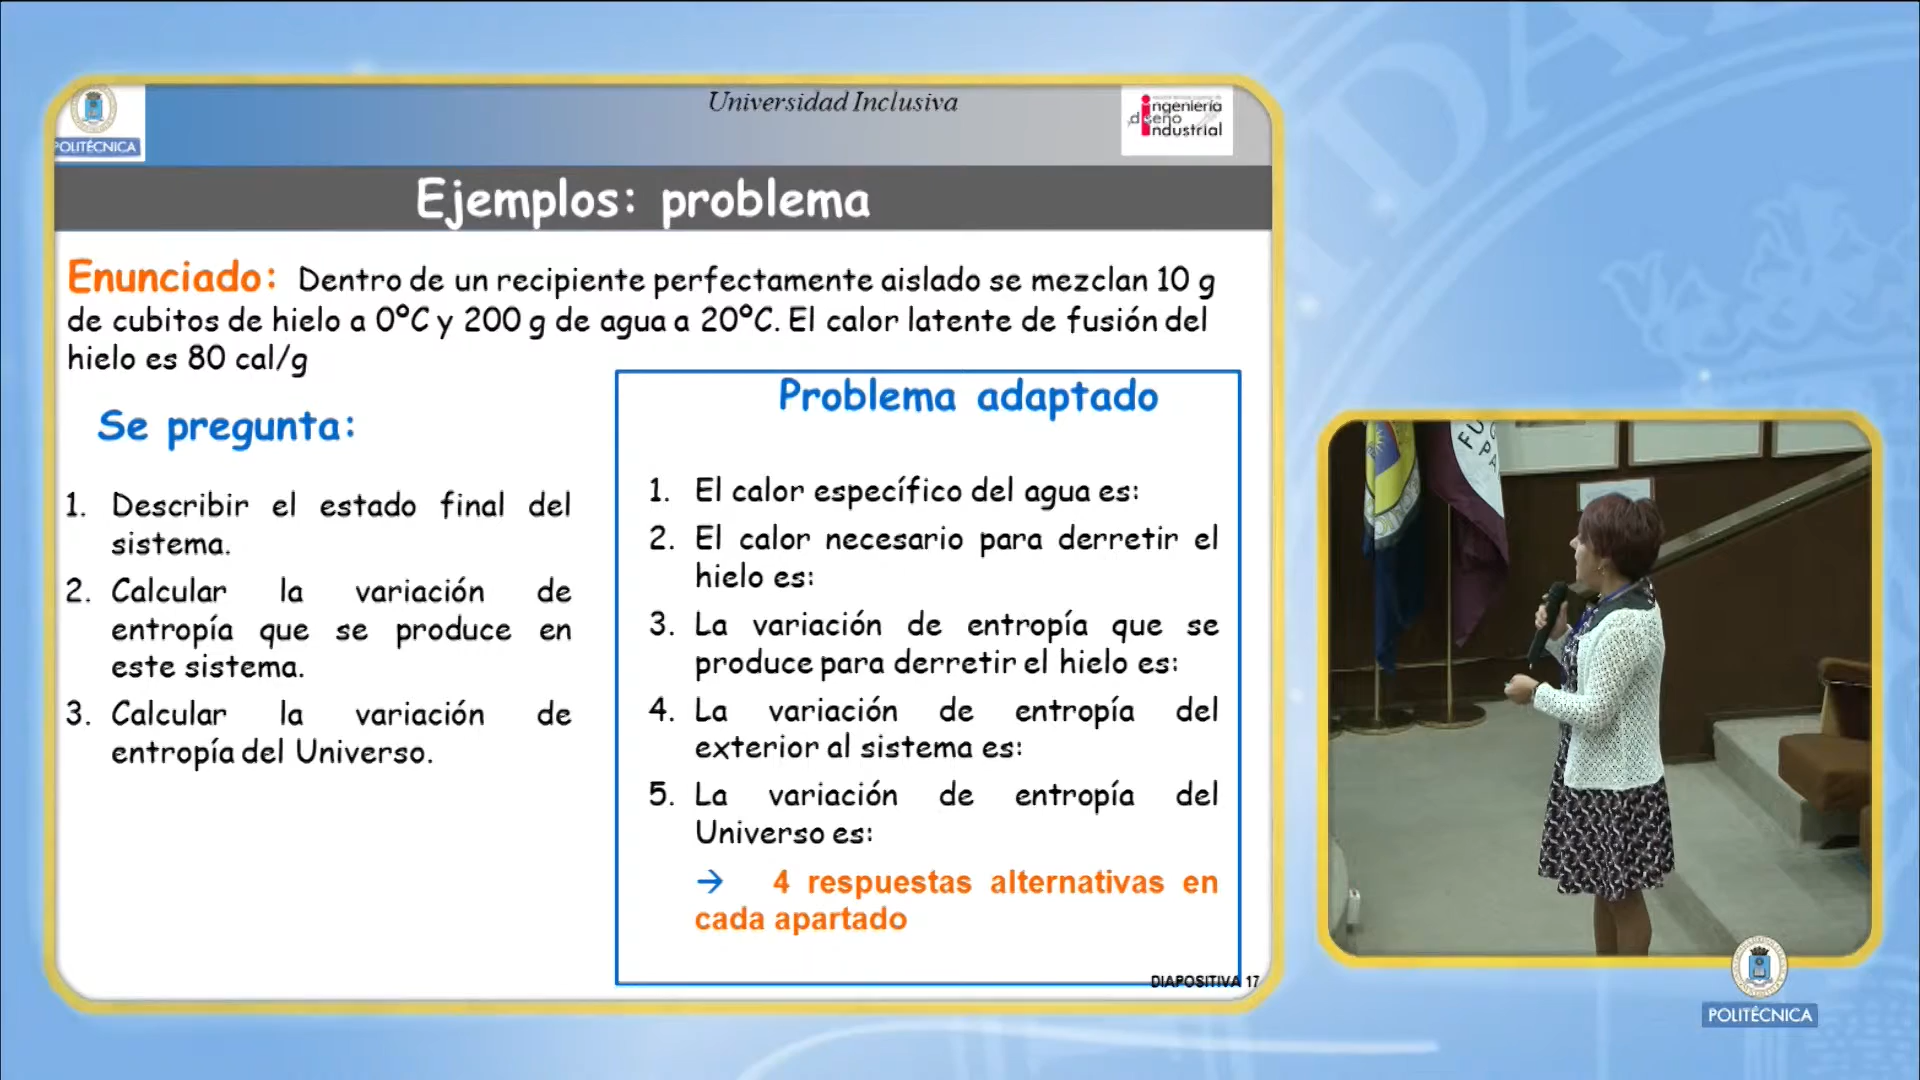 Universidad Inclusiva
POLITÉCNICA
ingeniería
diseño
industrial
Ejemplos: problema
Enunciado: Dentro de un recipiente perfectamente aislado se mezclan 10 g
de cubitos de hielo a 0ºC y 200 g de agua a 20ºC. El calor latente de fusión del
hielo es 80 cal/g
Se pregunta:
1. Describir el estado final del
sistema.
2. Calcular la variación de
entropía que se produce en
este sistema.
3. Calcular la variación de
entropía del Universo.
Problema adaptado
1. El calor específico del agua es:
2. El calor necesario para derretir el
hielo es:
3. La variación de entropía que se
produce para derretir el hielo es:
4. La variación de entropía del
exterior al sistema es:
5. La variación de entropía del
Universo es:
→ 4 respuestas alternativas en
cada apartado
DIAPOSITIVA 17
POLITÉCNICA